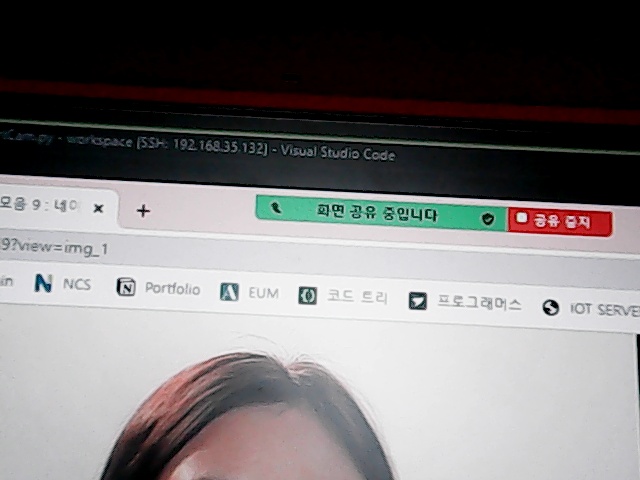 Cam.py - workspace [SSH: 192.168.35.132] - Visual Studio Code
모음 9 : 네이 × +
화면 공유 중입니다 공유 중지
9?view=img_1
in NCS Portfolio EUM 코드 트리 프로그래머스 IOT SERVE